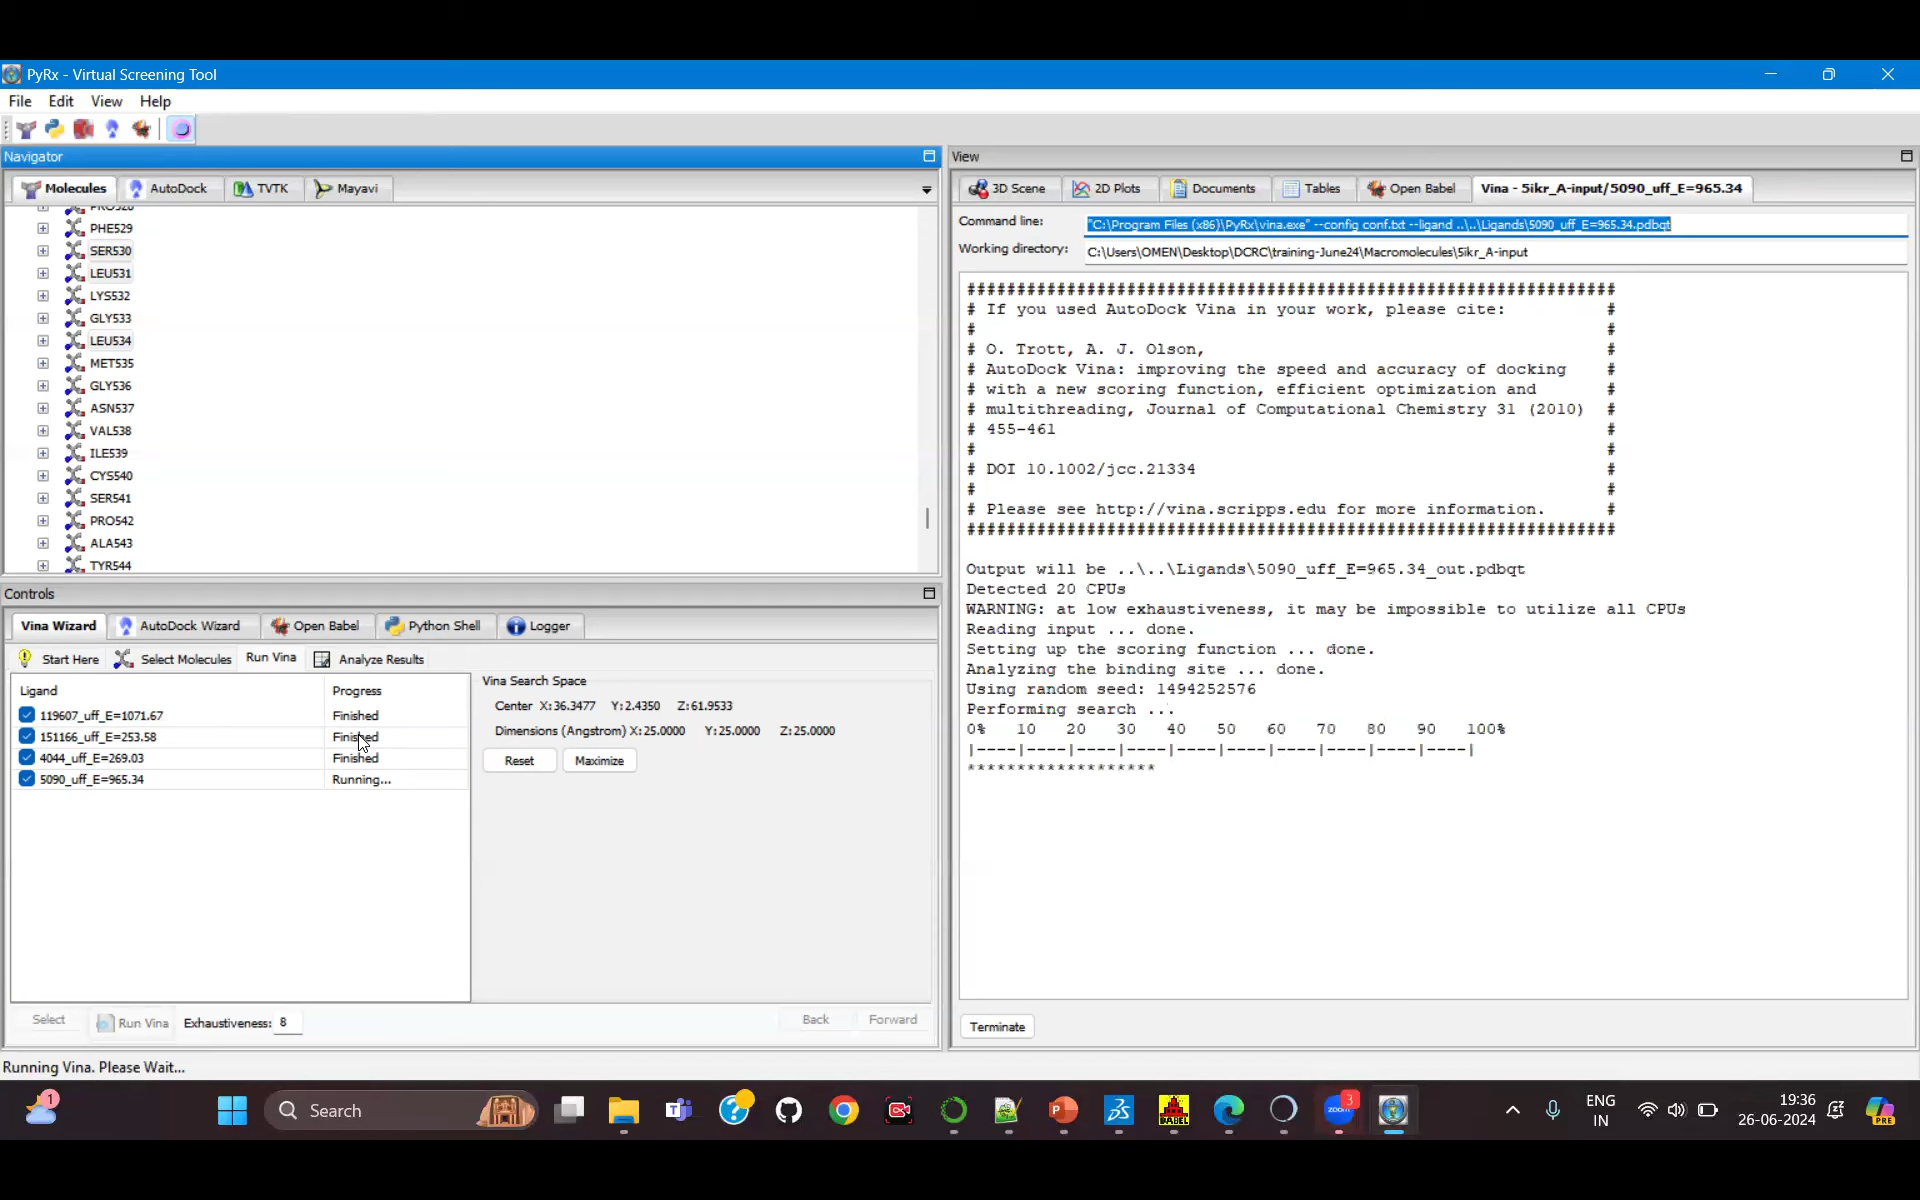 PyRx - Virtual Screening Tool
File Edit View Help
Navigator
Molecules AutoDock TVTK Mayavi
PHE529
SER530
LEU531
LYS532
GLY533
LEU534
MET535
GLY536
ASN537
VAL538
ILE539
CYS540
SER541
PRO542
ALA543
TYR544
Controls
Vina Wizard AutoDock Wizard Open Babel Python Shell Logger
Start Here Select Molecules Run Vina Analyze Results
Ligand Progress
119607_uff_E=1071.67 Finished
151166_uff_E=253.58 Finished
4044_uff_E=269.03 Finished
5090_uff_E=965.34 Running...
Vina Search Space
Center X:36.3477 Y:2.4350 Z:61.9533
Dimensions (Angstrom) X:25.0000 Y:25.0000 Z:25.0000
Reset Maximize
Select Run Vina Exhaustiveness: 8 Back Forward
Running Vina. Please Wait...
View
3D Scene 2D Plots Documents Tables Open Babel Vina - 5ikr_A-input/5090_uff_E=965.34
Command line: "C:\Program Files (x86)\PyRx\vina.exe" --config conf.txt --ligand ..\..\Ligands\5090_uff_E=965.34.pdbqt
Working directory: C:\Users\OMEN\Desktop\DCRC\training-June24\Macromolecules\5ikr_A-input
#################################################################
# If you used AutoDock Vina in your work, please cite: #
# #
# O. Trott, A. J. Olson, #
# AutoDock Vina: improving the speed and accuracy of docking #
# with a new scoring function, efficient optimization and #
# multithreading, Journal of Computational Chemistry 31 (2010) #
# 455-461 #
# #
# DOI 10.1002/jcc.21334 #
# #
# Please see http://vina.scripps.edu for more information. #
#################################################################
Output will be ..\..\Ligands\5090_uff_E=965.34_out.pdbqt
Detected 20 CPUs
WARNING: at low exhaustiveness, it may be impossible to utilize all CPUs
Reading input ... done.
Setting up the scoring function ... done.
Analyzing the binding site ... done.
Using random seed: 1494252576
Performing search ...
0% 10 20 30 40 50 60 70 80 90 100%
|----|----|----|----|----|----|----|----|----|----|
*******************
Terminate
1
Search
zoom
3
BABEL
ENG
IN
19:36
26-06-2024
PRE